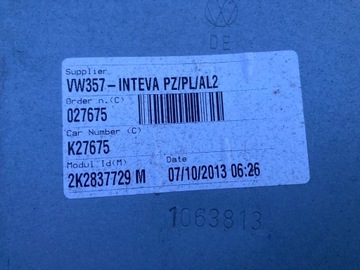 DE
Supplier
VW357-INTEVA PZ/PL/AL2
Order n.(C)
027675
Car Number (C)
K27675
Modul Id(M) Date
2K2837729 M 07/10/2013 06:26
1063813